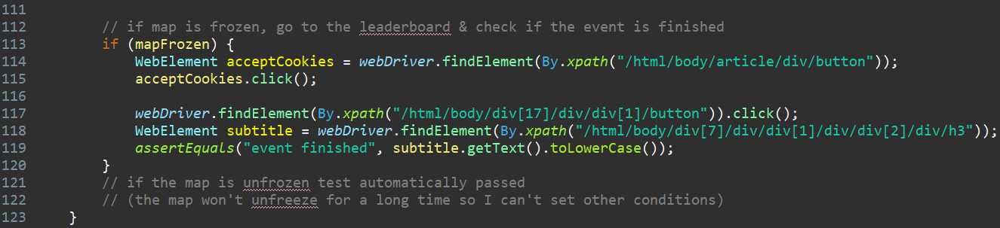 111
112 // if map is frozen, go to the leaderboard & check if the event is finished
113 if (mapFrozen) {
114 WebElement acceptCookies = webDriver.findElement(By.xpath("/html/body/article/div/button"));
115 acceptCookies.click();
116
117 webDriver.findElement(By.xpath("/html/body/div[17]/div/div[1]/button")).click();
118 WebElement subtitle = webDriver.findElement(By.xpath("/html/body/div[7]/div/div[1]/div/div[2]/div/h3"));
119 assertEquals("event finished", subtitle.getText().toLowerCase());
120 }
121 // if the map is unfrozen test automatically passed
122 // (the map won't unfreeze for a long time so I can't set other conditions)
123 }